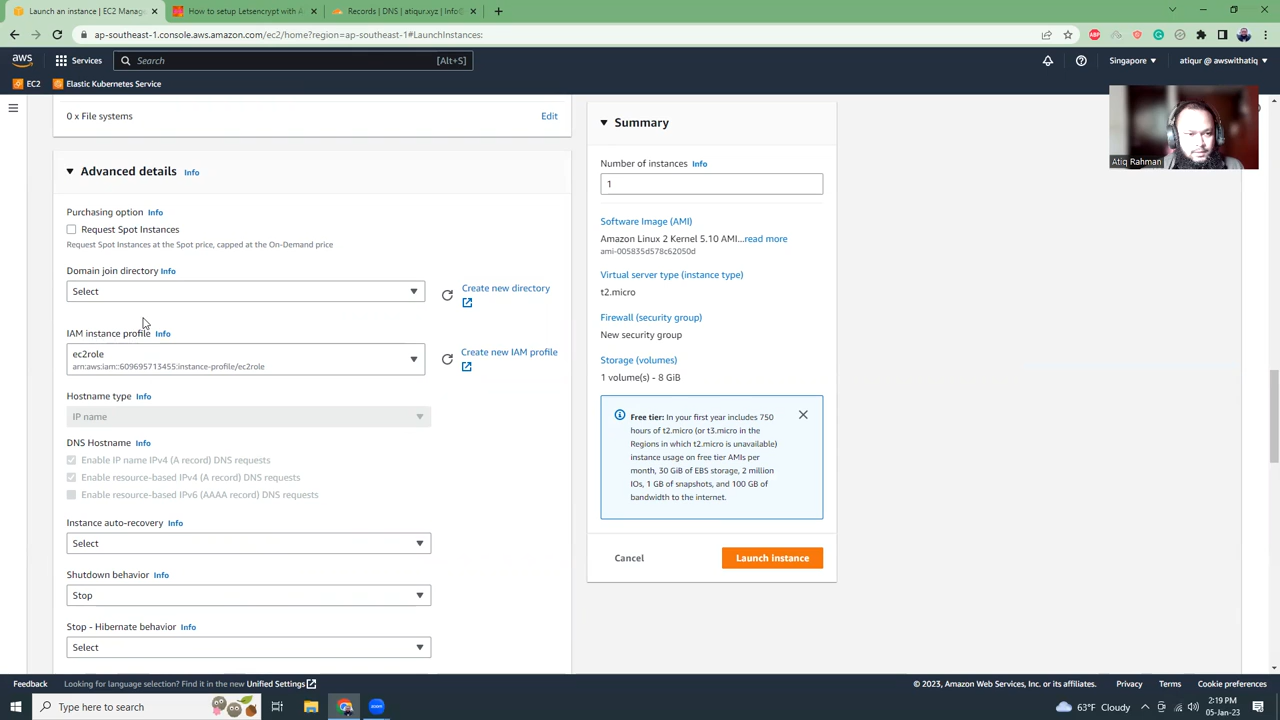 Launch an instance | EC2 Manage
How to setup Letsencrypt with A
Records | DNS | atiqur.m | InfoD
ap-southeast-1.console.aws.amazon.com/ec2/home?region=ap-southeast-1#LaunchInstances:
aws
Services
Search
[Alt+S]
Singapore
atiqur @ awswithatiq
EC2
Elastic Kubernetes Service
0 x File systems
Edit
Advanced details Info
Purchasing option Info
Request Spot Instances
Request Spot Instances at the Spot price, capped at the On-Demand price
Domain join directory Info
Select
Create new directory
IAM instance profile Info
ec2role
arn:aws:iam::609695713455:instance-profile/ec2role
Create new IAM profile
Hostname type Info
IP name
DNS Hostname Info
Enable IP name IPv4 (A record) DNS requests
Enable resource-based IPv4 (A record) DNS requests
Enable resource-based IPv6 (AAAA record) DNS requests
Instance auto-recovery Info
Select
Shutdown behavior Info
Stop
Stop - Hibernate behavior Info
Select
Summary
Number of instances Info
1
Software Image (AMI)
Amazon Linux 2 Kernel 5.10 AMI...read more
ami-005835d578c62050d
Virtual server type (instance type)
t2.micro
Firewall (security group)
New security group
Storage (volumes)
1 volume(s) - 8 GiB
Free tier: In your first year includes 750
hours of t2.micro (or t3.micro in the
Regions in which t2.micro is unavailable)
instance usage on free tier AMIs per
month, 30 GiB of EBS storage, 2 million
IOs, 1 GB of snapshots, and 100 GB of
bandwidth to the internet.
Cancel
Launch instance
Atiq Rahman
Feedback
Looking for language selection? Find it in the new Unified Settings
© 2023, Amazon Web Services, Inc. or its affiliates.
Privacy
Terms
Cookie preferences
Type here to search
zoom
63°F Cloudy
2:19 PM
05-Jan-23